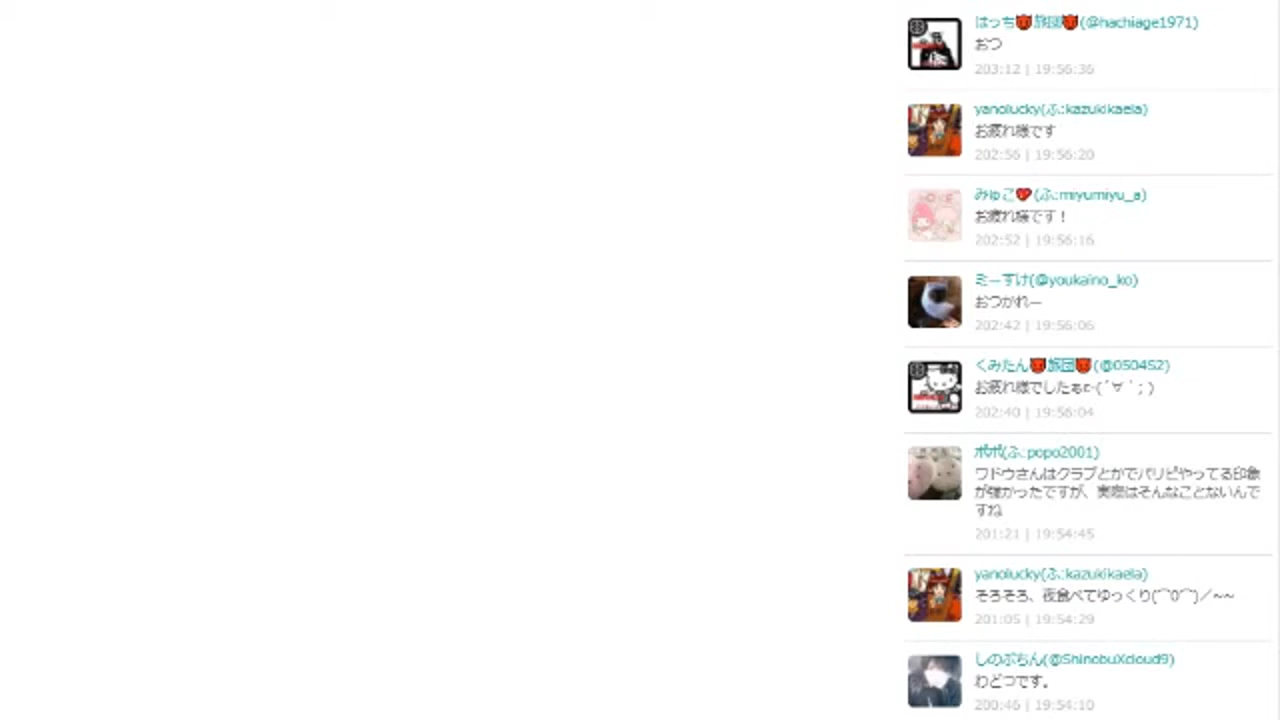 はっち👹旅団👹(@hachiage1971)
おつ
203:12 | 19:56:36
yanolucky(ふ:kazukikaela)
お疲れ様です
202:56 | 19:56:20
みゅこ❤(ふ:miyumiyu_a)
お疲れ様です！
202:52 | 19:56:16
ミーすけ(@youkaino_ko)
おつかれー
202:42 | 19:56:06
くみたん👹旅団👹(@050452)
お疲れ様でしたぁ(´∀｀; )
202:40 | 19:56:04
ポポ(ふ:popo2001)
ワドウさんはクラブとかでパリピやってる印象
が強かったですが、実際はそんなことないんで
すね
201:21 | 19:54:45
yanolucky(ふ:kazukikaela)
そろそろ、夜食べてゆっくり(⌒0⌒)／~~
201:05 | 19:54:29
しのぶちん(@ShinobuXcloud9)
わどつです。
200:46 | 19:54:10